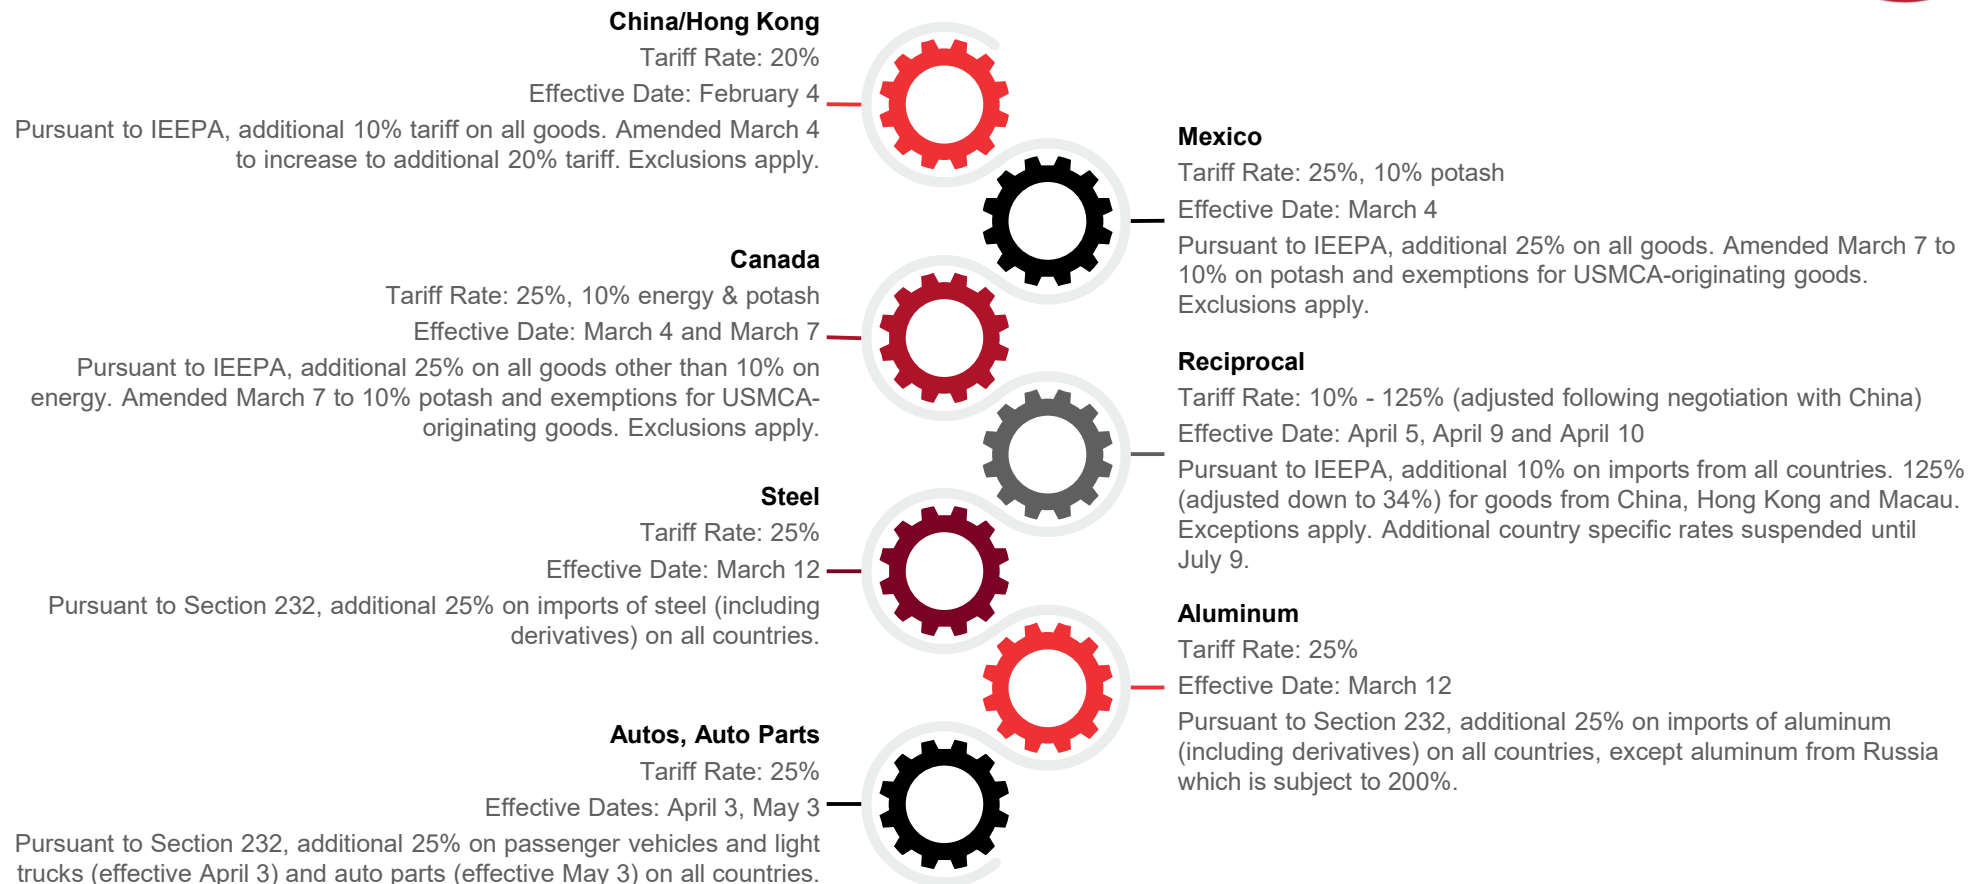 China/Hong Kong
Tariff Rate: 20%
Effective Date: February 4
Pursuant to IEEPA, additional 10% tariff on all goods. Amended March 4
to increase to additional 20% tariff. Exclusions apply.
Mexico
Tariff Rate: 25%, 10% potash
Effective Date: March 4
Pursuant to IEEPA, additional 25% on all goods. Amended March 7 to
10% on potash and exemptions for USMCA-originating goods.
Exclusions apply.
Canada
Tariff Rate: 25%, 10% energy & potash
Effective Date: March 4 and March 7
Pursuant to IEEPA, additional 25% on all goods other than 10% on
energy. Amended March 7 to 10% potash and exemptions for USMCA-
originating goods. Exclusions apply.
Reciprocal
Tariff Rate: 10% - 125% (adjusted following negotiation with China)
Effective Date: April 5, April 9 and April 10
Pursuant to IEEPA, additional 10% on imports from all countries. 125%
(adjusted down to 34%) for goods from China, Hong Kong and Macau.
Exceptions apply. Additional country specific rates suspended until
July 9.
Steel
Tariff Rate: 25%
Effective Date: March 12
Pursuant to Section 232, additional 25% on imports of steel (including
derivatives) on all countries.
Aluminum
Tariff Rate: 25%
Effective Date: March 12
Pursuant to Section 232, additional 25% on imports of aluminum
(including derivatives) on all countries, except aluminum from Russia
which is subject to 200%.
Autos, Auto Parts
Tariff Rate: 25%
Effective Dates: April 3, May 3
Pursuant to Section 232, additional 25% on passenger vehicles and light
trucks (effective April 3) and auto parts (effective May 3) on all countries.